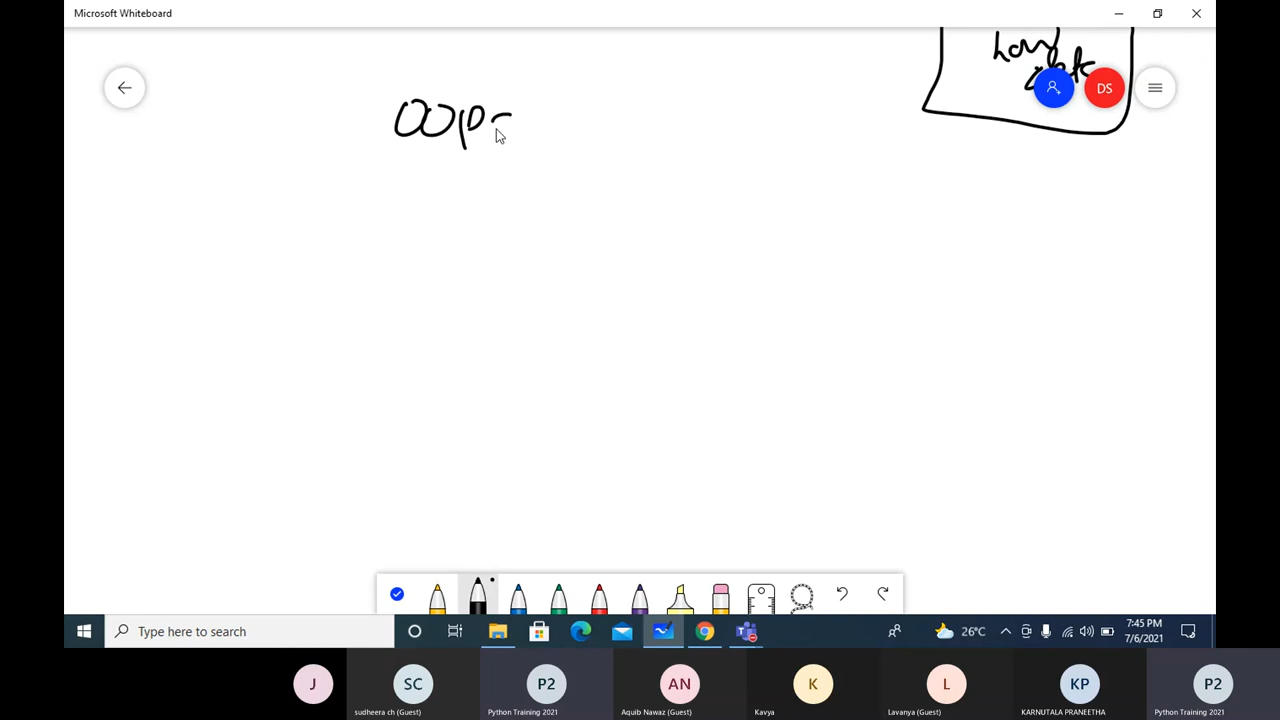 Microsoft Whiteboard
DS
oop
Type here to search
26°C
7:45 PM
7/6/2021
J
SC
sudheera ch (Guest)
P2
Python Training 2021
AN
Aquib Nawaz (Guest)
K
Kavya
L
Lavanya (Guest)
KP
KARNUTALA PRANEETHA
P2
Python Training 2021